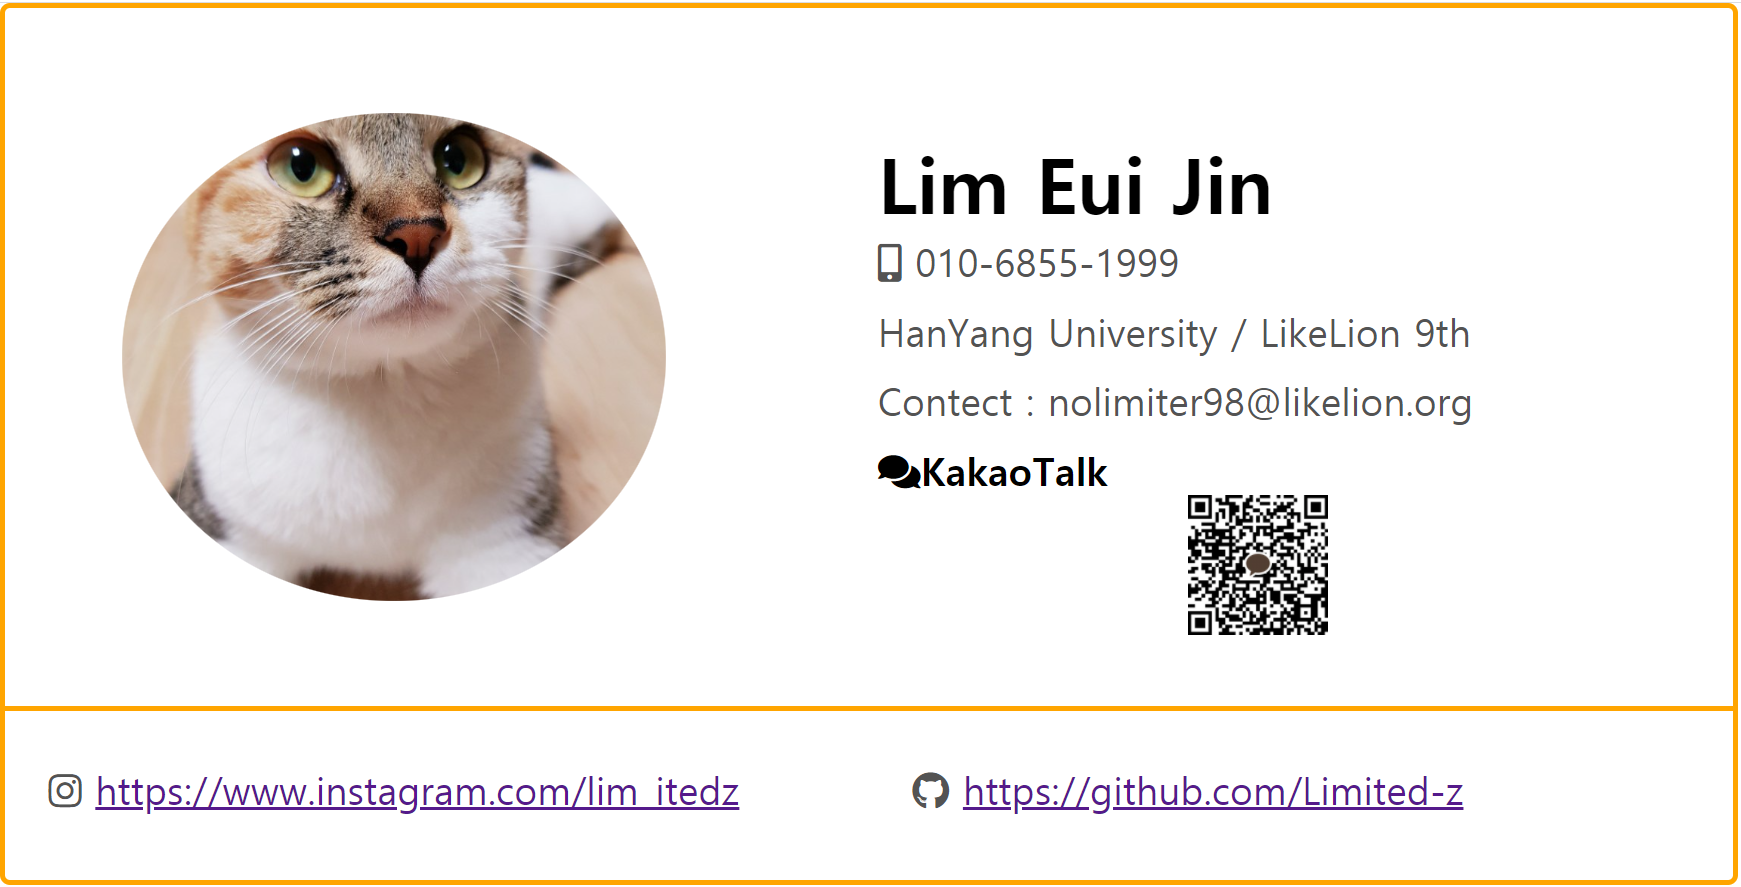 Lim Eui Jin
010-6855-1999
HanYang University / LikeLion 9th
Contect : nolimiter98@likelion.org
KakaoTalk
https://www.instagram.com/lim_itedz
https://github.com/Limited-z